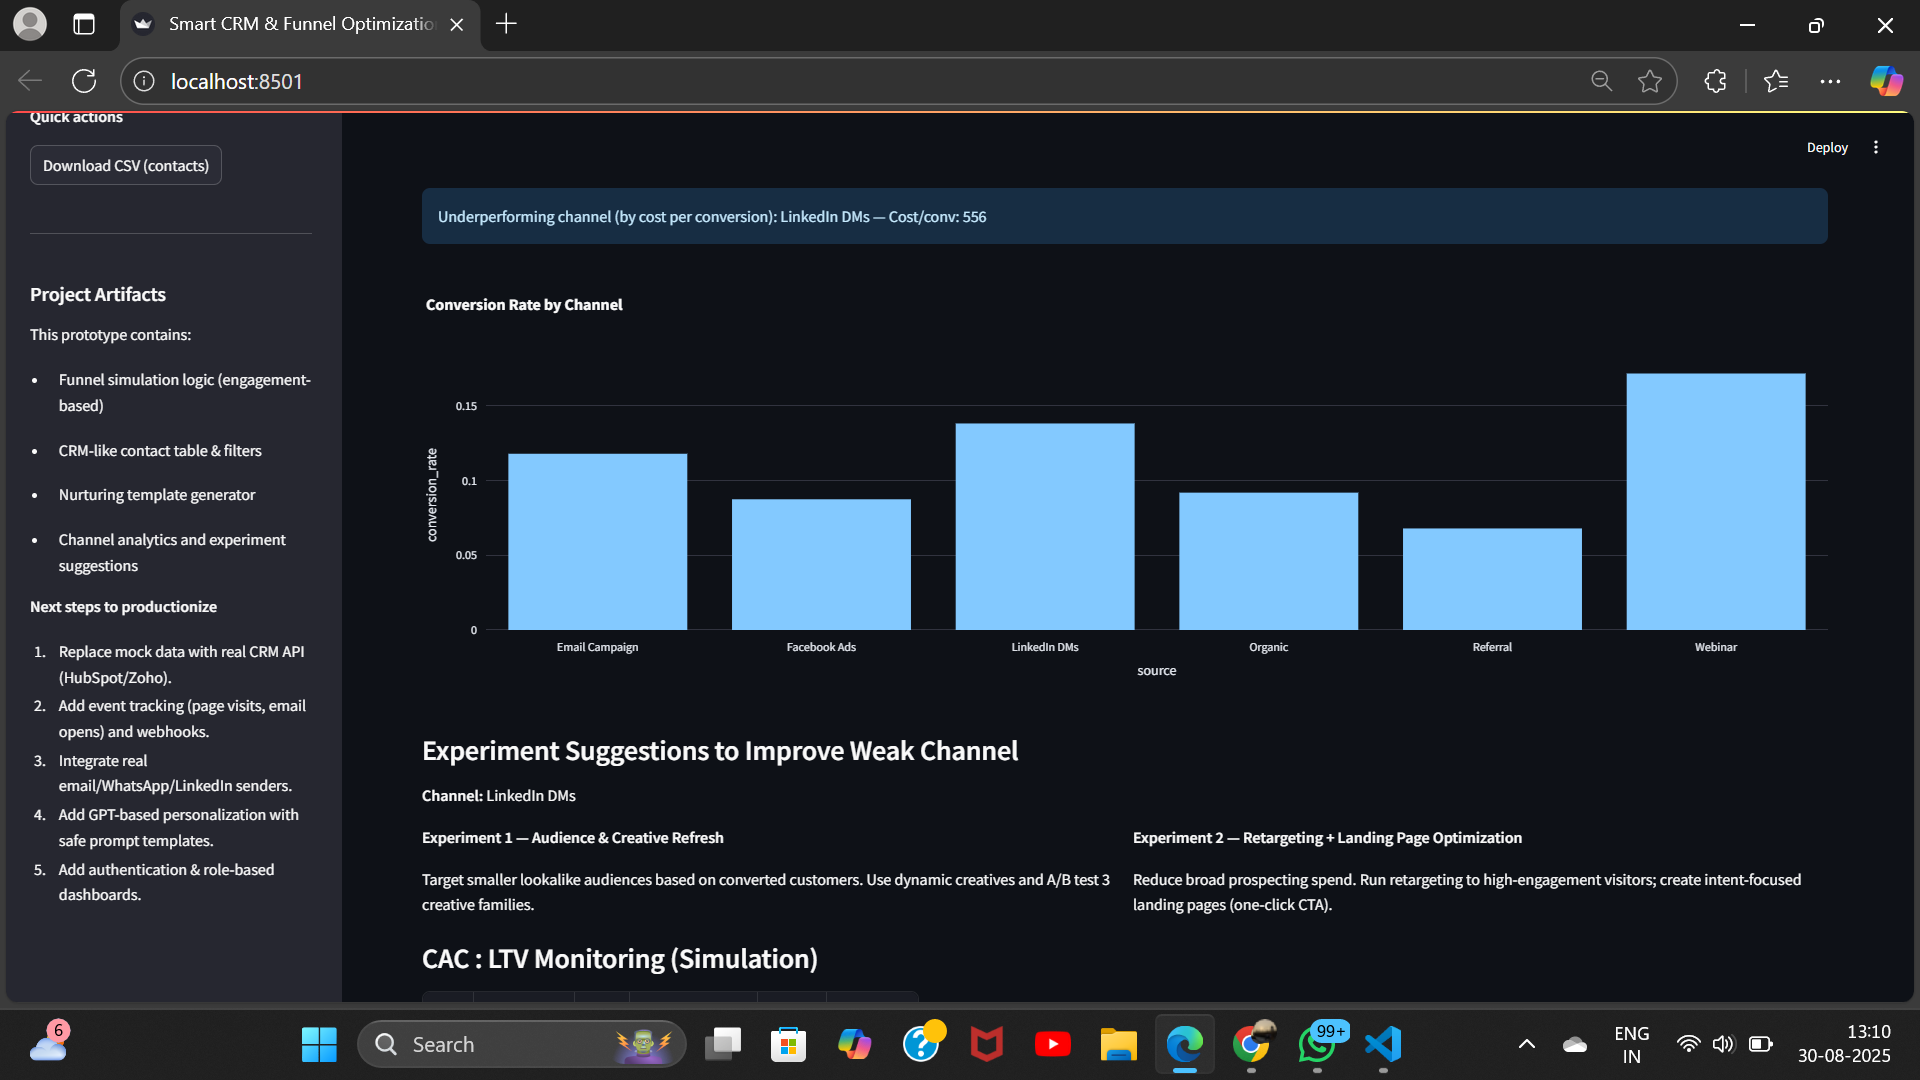 Smart CRM & Funnel Optimizatio
localhost:8501
Quick actions
Download CSV (contacts)
Project Artifacts
This prototype contains:
• Funnel simulation logic (engagement-
based)
• CRM-like contact table & filters
• Nurturing template generator
• Channel analytics and experiment
suggestions
Next steps to productionize
1. Replace mock data with real CRM API
(HubSpot/Zoho).
2. Add event tracking (page visits, email
opens) and webhooks.
3. Integrate real
email/WhatsApp/LinkedIn senders.
4. Add GPT-based personalization with
safe prompt templates.
5. Add authentication & role-based
dashboards.
Deploy
Underperforming channel (by cost per conversion): LinkedIn DMs — Cost/conv: 556
Conversion Rate by Channel
conversion_rate
0.15
0.1
0.05
0
Email Campaign Facebook Ads LinkedIn DMs Organic Referral Webinar
source
Experiment Suggestions to Improve Weak Channel
Channel: LinkedIn DMs
Experiment 1 — Audience & Creative Refresh
Target smaller lookalike audiences based on converted customers. Use dynamic creatives and A/B test 3
creative families.
Experiment 2 — Retargeting + Landing Page Optimization
Reduce broad prospecting spend. Run retargeting to high-engagement visitors; create intent-focused
landing pages (one-click CTA).
CAC : LTV Monitoring (Simulation)
6
Search
99+
ENG
IN
13:10
30-08-2025